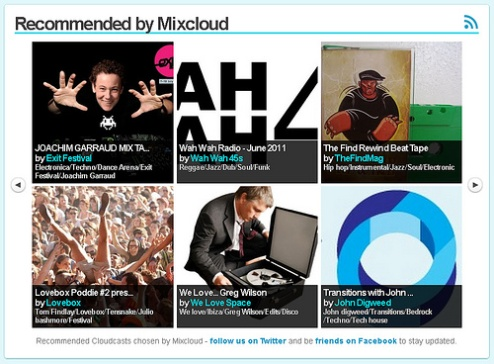 Recommended by Mixcloud
AH
AH
WAH
JOACHIM GARRAUD MIX TA...
by Exit Festival
Electronica/Techno/Dance Arena/Exit
Festival/Joachim Garraud
Wah Wah Radio - June 2011
by Wah Wah 45s
Reggae/Jazz/Dub/Soul/Funk
The Find Rewind Beat Tape
by TheFindMag
Hip hop/Instrumental/Jazz/Soul/Electronic
Lovebox Poddie #2 pres...
by Lovebox
Tom Findlay/Lovebox/Tensnake/Julio
bashmore/Festival
We Love... Greg Wilson
by We Love Space
We love/Ibiza/Greg Wilson/Edits/Disco
Transitions with John ...
by John Digweed
John digweed/Transitions/Bedrock
/Techno/Tech house
Recommended Cloudcasts chosen by Mixcloud - follow us on Twitter and be friends on Facebook to stay updated.